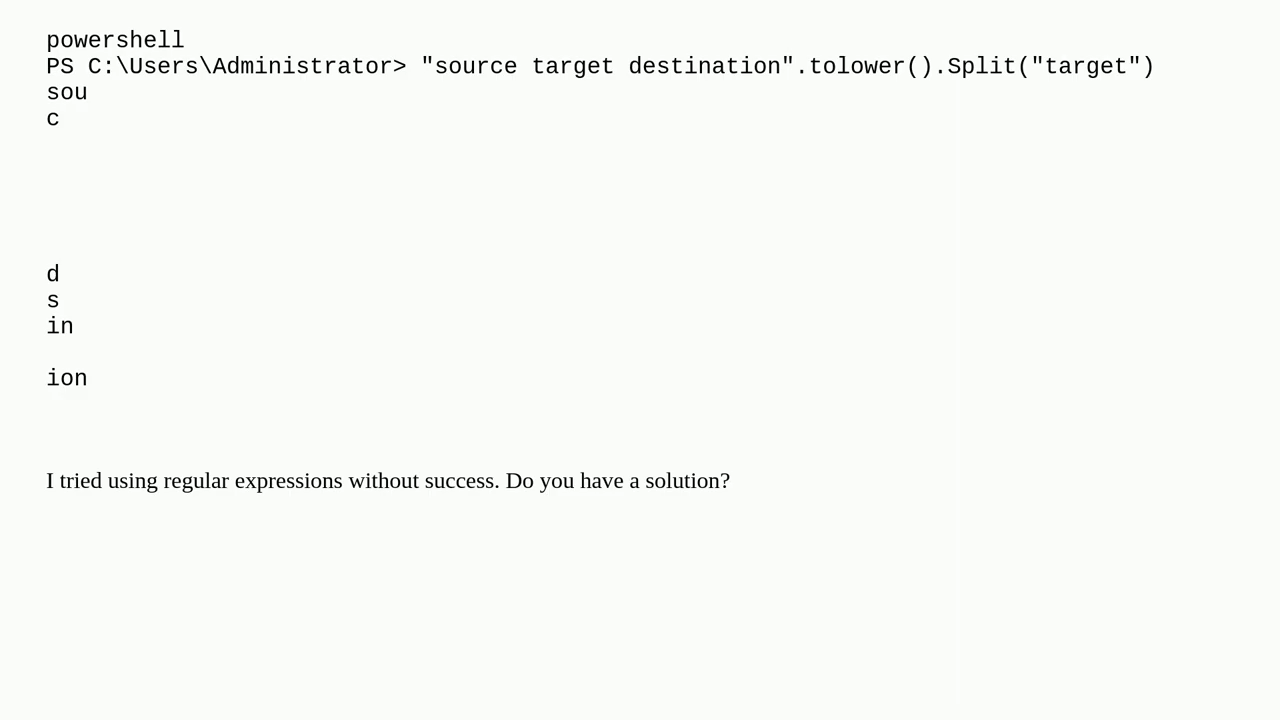 powershell
PS C:\Users\Administrator> "source target destination".tolower().Split("target")
sou
c
d
s
in
ion
I tried using regular expressions without success. Do you have a solution?